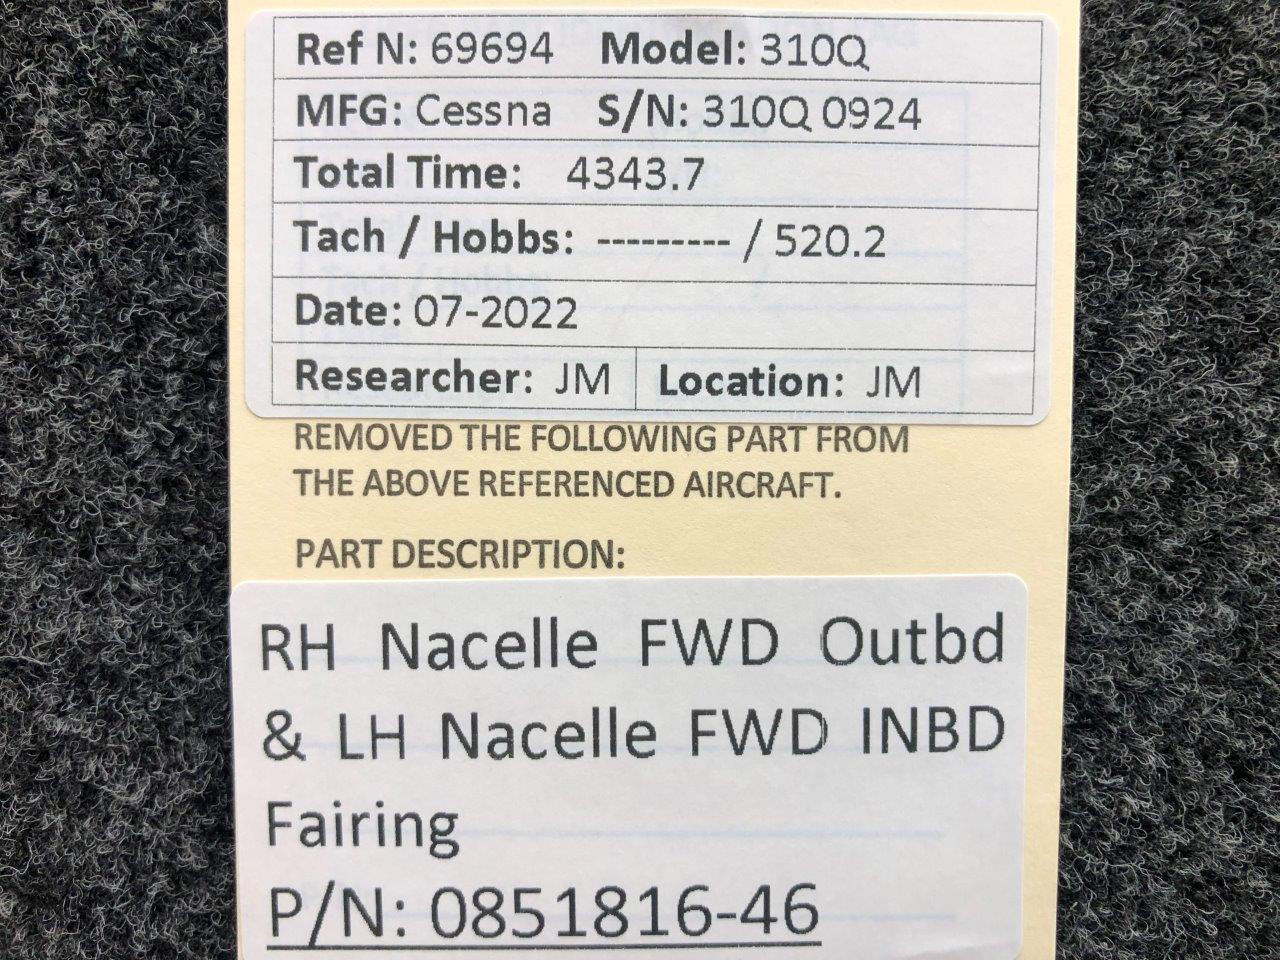 Ref N: 69694 Model: 310Q
MFG: Cessna S/N: 310Q 0924
Total Time: 4343.7
Tach / Hobbs: --------- / 520.2
Date: 07-2022
Researcher: JM Location: JM
REMOVED THE FOLLOWING PART FROM
THE ABOVE REFERENCED AIRCRAFT.
PART DESCRIPTION:
RH Nacelle FWD Outbd
& LH Nacelle FWD INBD
Fairing
P/N: 0851816-46